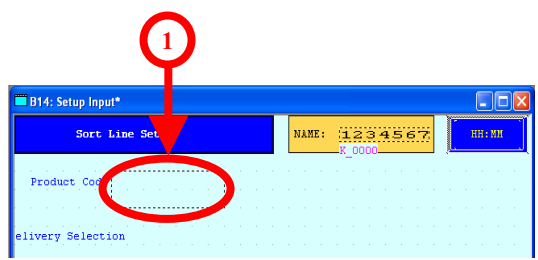 1
B14: Setup Input*
Sort Line Set
NAME: 1234567 HH:MM
K_0000
Product Cod
elivery Selection